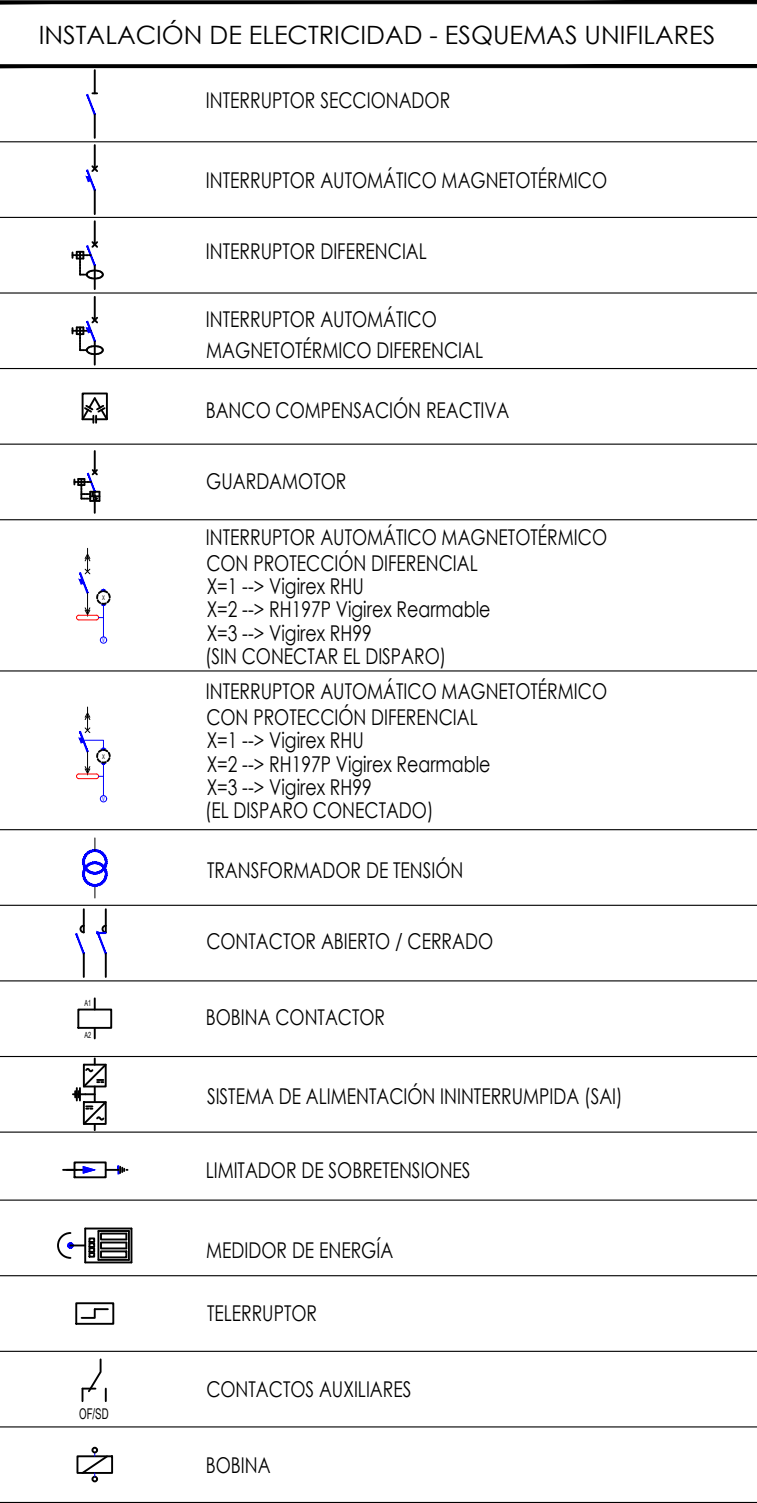 INSTALACIÓN DE ELECTRICIDAD - ESQUEMAS UNIFILARES
INTERRUPTOR SECCIONADOR
INTERRUPTOR AUTOMÁTICO MAGNETOTÉRMICO
INTERRUPTOR DIFERENCIAL
INTERRUPTOR AUTOMÁTICO
MAGNETOTÉRMICO DIFERENCIAL
BANCO COMPENSACIÓN REACTIVA
GUARDAMOTOR
INTERRUPTOR AUTOMÁTICO MAGNETOTÉRMICO
CON PROTECCIÓN DIFERENCIAL
X=1 --> Vigirex RHU
X=2 --> RH197P Vigirex Rearmable
X=3 --> Vigirex RH99
(SIN CONECTAR EL DISPARO)
X
INTERRUPTOR AUTOMÁTICO MAGNETOTÉRMICO
CON PROTECCIÓN DIFERENCIAL
X=1 --> Vigirex RHU
X=2 --> RH197P Vigirex Rearmable
X=3 --> Vigirex RH99
(EL DISPARO CONECTADO)
X
TRANSFORMADOR DE TENSIÓN
CONTACTOR ABIERTO / CERRADO
A1
BOBINA CONTACTOR
A2
SISTEMA DE ALIMENTACIÓN ININTERRUMPIDA (SAI)
LIMITADOR DE SOBRETENSIONES
MEDIDOR DE ENERGÍA
TELERRUPTOR
CONTACTOS AUXILIARES
OF/SD
BOBINA